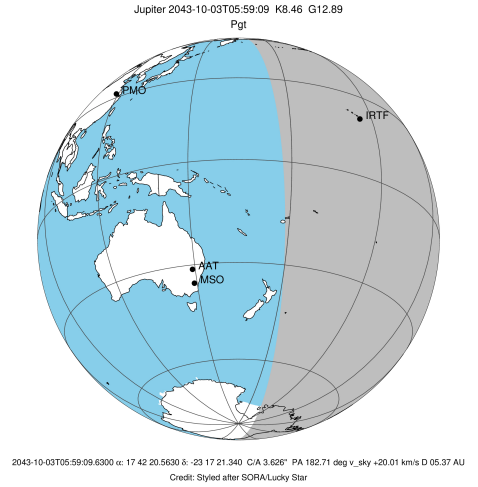 Jupiter 2043-10-03T05:59:09 K8.46 G12.89
Pgt
PMO
IRTF
AAT
MSO
2043-10-03T05:59:09.6300 α: 17 42 20.5630 δ: -23 17 21.340 C/A 3.626" PA 182.71 deg v_sky +20.01 km/s D 05.37 AU
Credit: Styled after SORA/Lucky Star